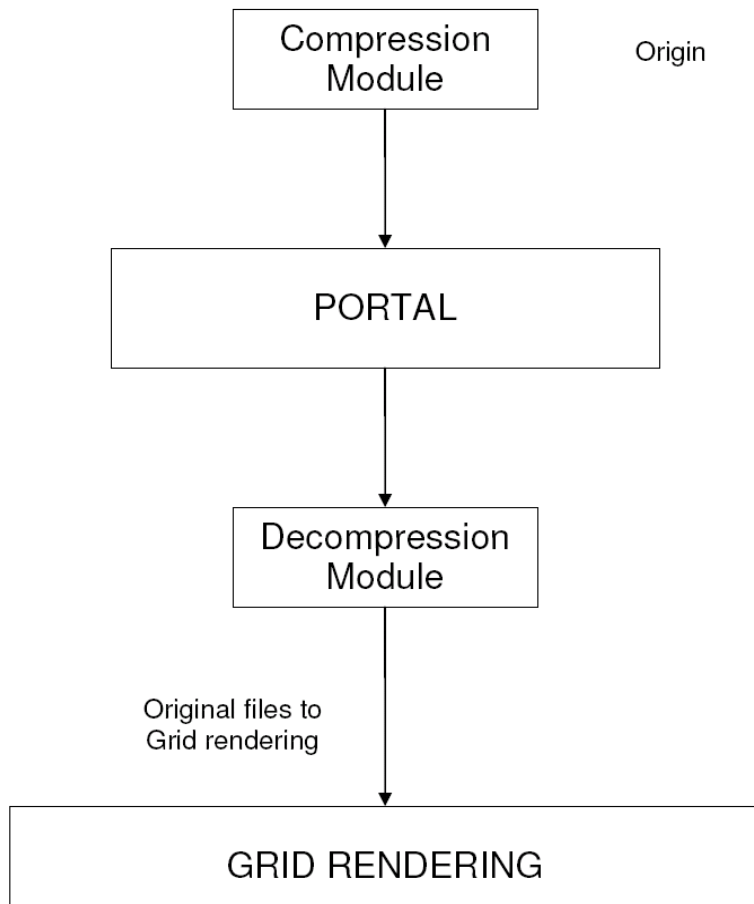 Compression
Module
Origin
PORTAL
Decompression
Module
Original files to
Grid rendering
GRID RENDERING